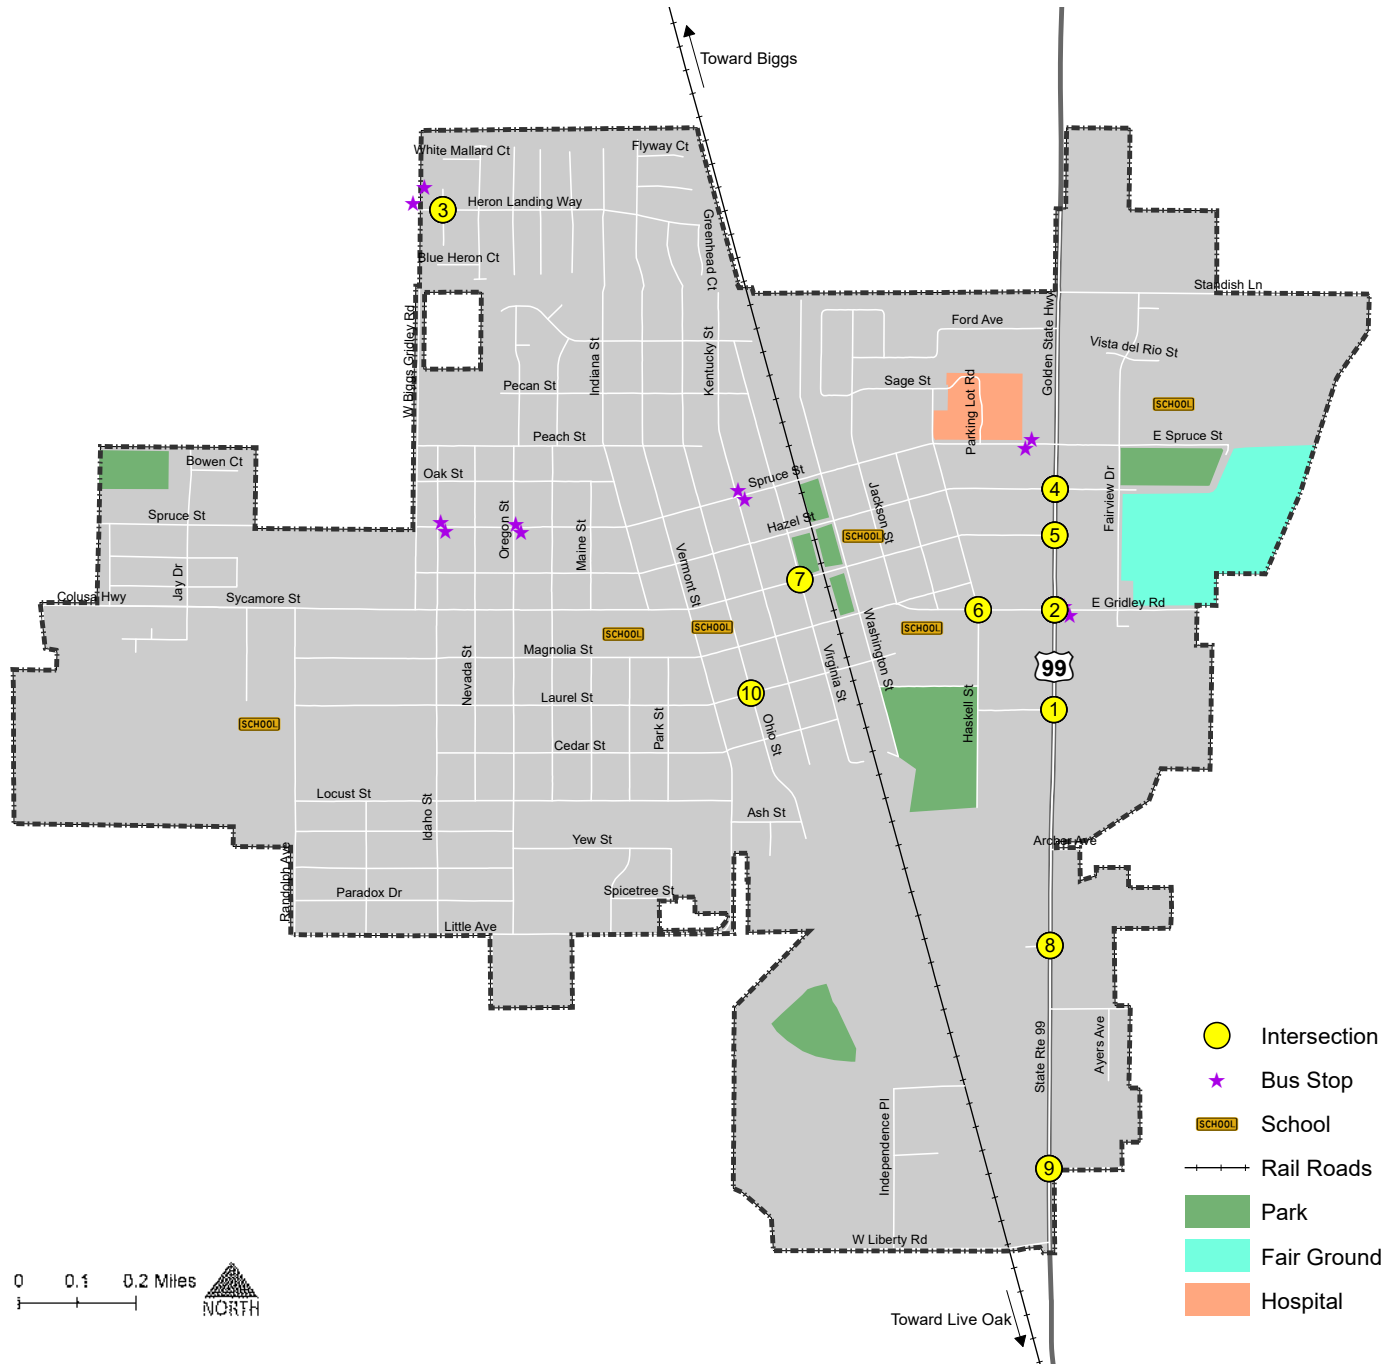 Toward Biggs
White Mallard Ct
Flyway Ct
3
Heron Landing Way
Greenhead Ct
Blue Heron Ct
W Biggs Gridley Rd
Standish Ln
Golden State Hwy
Ford Ave
Vista del Rio St
Indiana St
Kentucky St
Pecan St
Sage St
Parking Lot Rd
SCHOOL
Peach St
E Spruce St
Bowen Ct
Oak St
Spruce St
Fairview Dr
4
Spruce St
Oregon St
Maine St
Hazel St
Jackson St
SCHOOL
5
Vermont St
7
Jay Dr
Colusa Hwy
Sycamore St
6
2
E Gridley Rd
SCHOOL
SCHOOL
Washington St
SCHOOL
Magnolia St
Virginia St
99
Nevada St
Laurel St
10
Haskell St
1
SCHOOL
Park St
Ohio St
Cedar St
Locust St
Idaho St
Ash St
Yew St
Archer Ave
Randolph Ave
Paradox Dr
Spicetree St
Little Ave
8
State Rte 99
Ayers Ave
Independence Pl
9
W Liberty Rd
Toward Live Oak
Intersection
Bus Stop
SCHOOL
School
Rail Roads
Park
Fair Ground
Hospital
0 0.1 0.2 Miles
NORTH